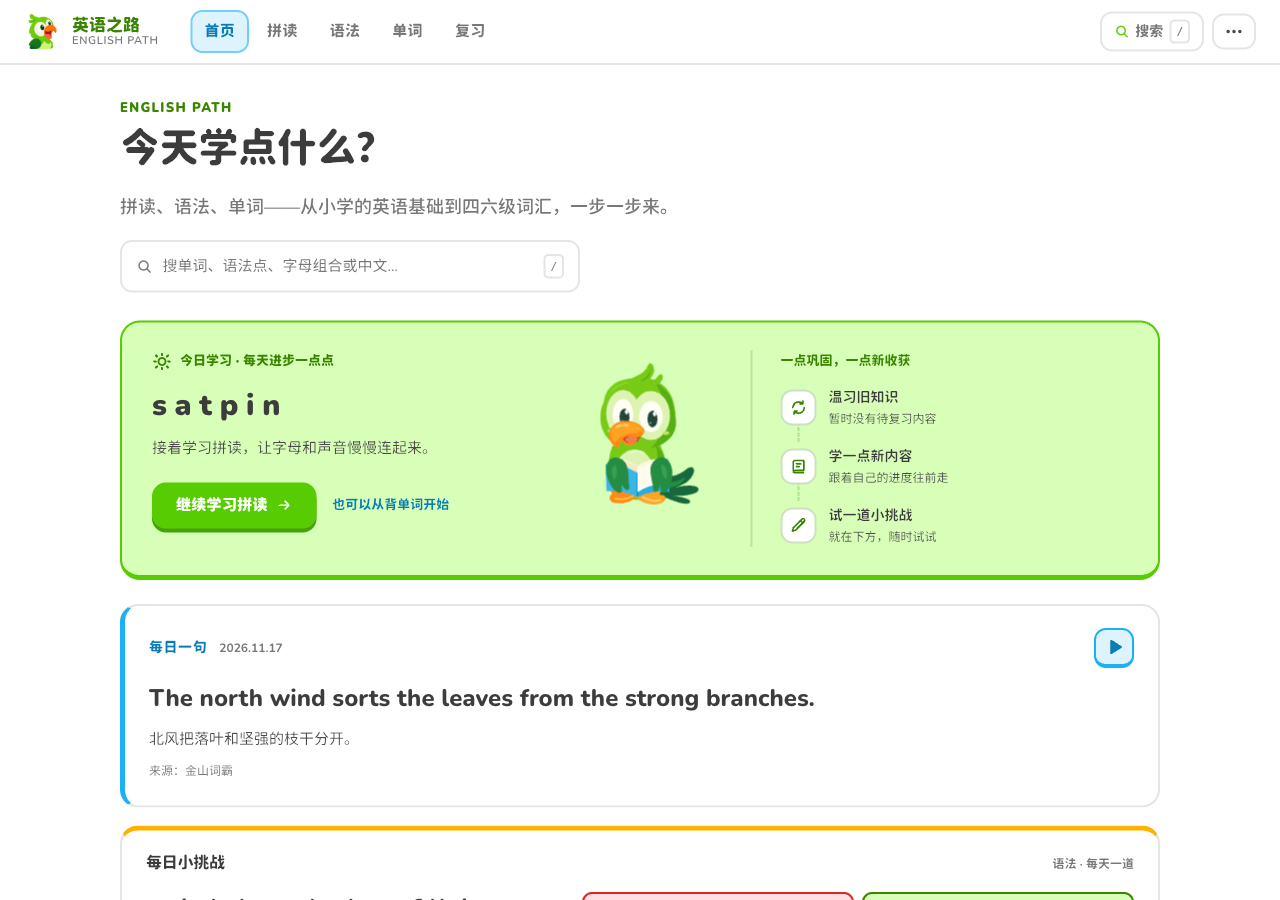 英语之路
ENGLISH PATH
首页
拼读
语法
单词
复习
搜索 /
ENGLISH PATH
今天学点什么?
拼读、语法、单词——从小学的英语基础到四六级词汇，一步一步来。
搜单词、语法点、字母组合或中文… /
今日学习 · 每天进步一点点
s a t p i n
接着学习拼读，让字母和声音慢慢连起来。
继续学习拼读 →
也可以从背单词开始
一点巩固，一点新收获
温习旧知识
暂时没有待复习内容
学一点新内容
跟着自己的进度往前走
试一道小挑战
就在下方，随时试试
每日一句 2026.11.17
The north wind sorts the leaves from the strong branches.
北风把落叶和坚强的枝干分开。
来源：金山词霸
每日小挑战
语法 · 每天一道